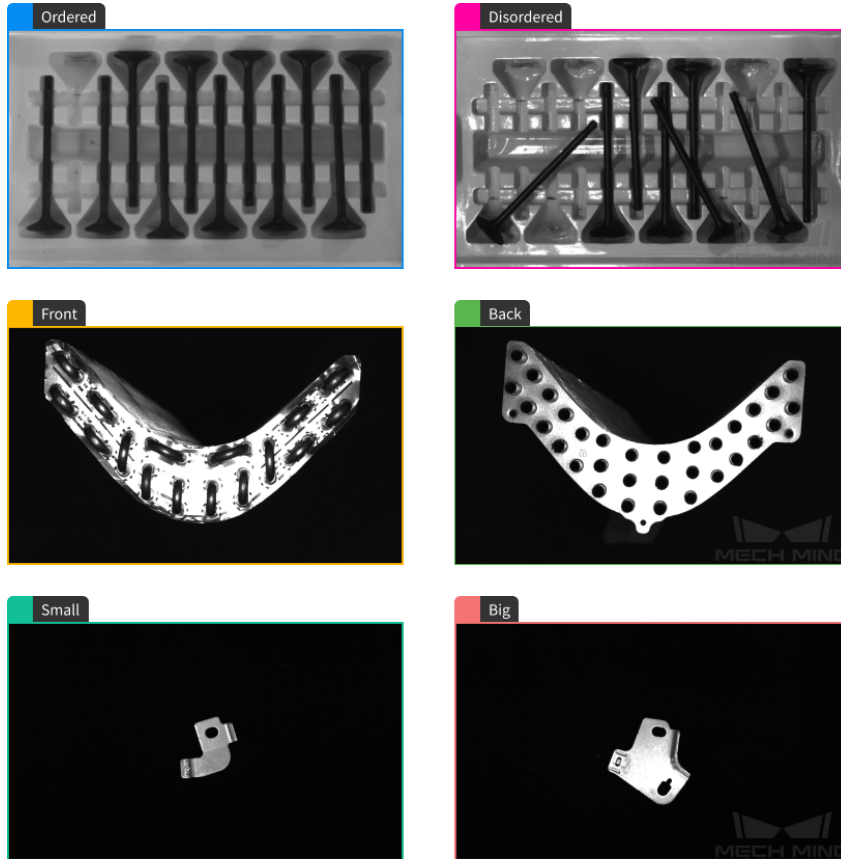 Ordered
Disordered
Front
Back
MECH MIND
Small
Big
MECH MIND